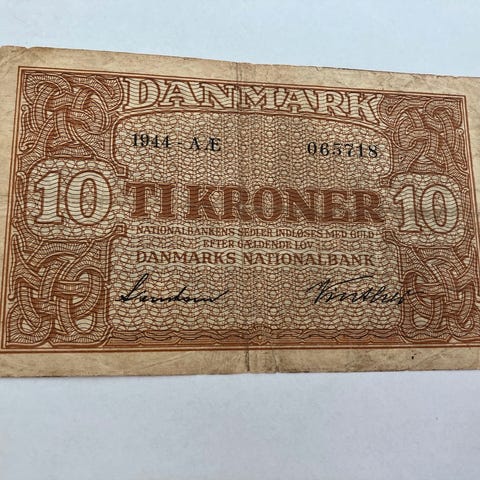 DANMARK
1944 - AÆ 065718
10 TI KRONER 10
NATIONALBANKENS SEDLER INDLØSES MED GULD
EFTER GÆLDENDE LOV
DANMARKS NATIONALBANK